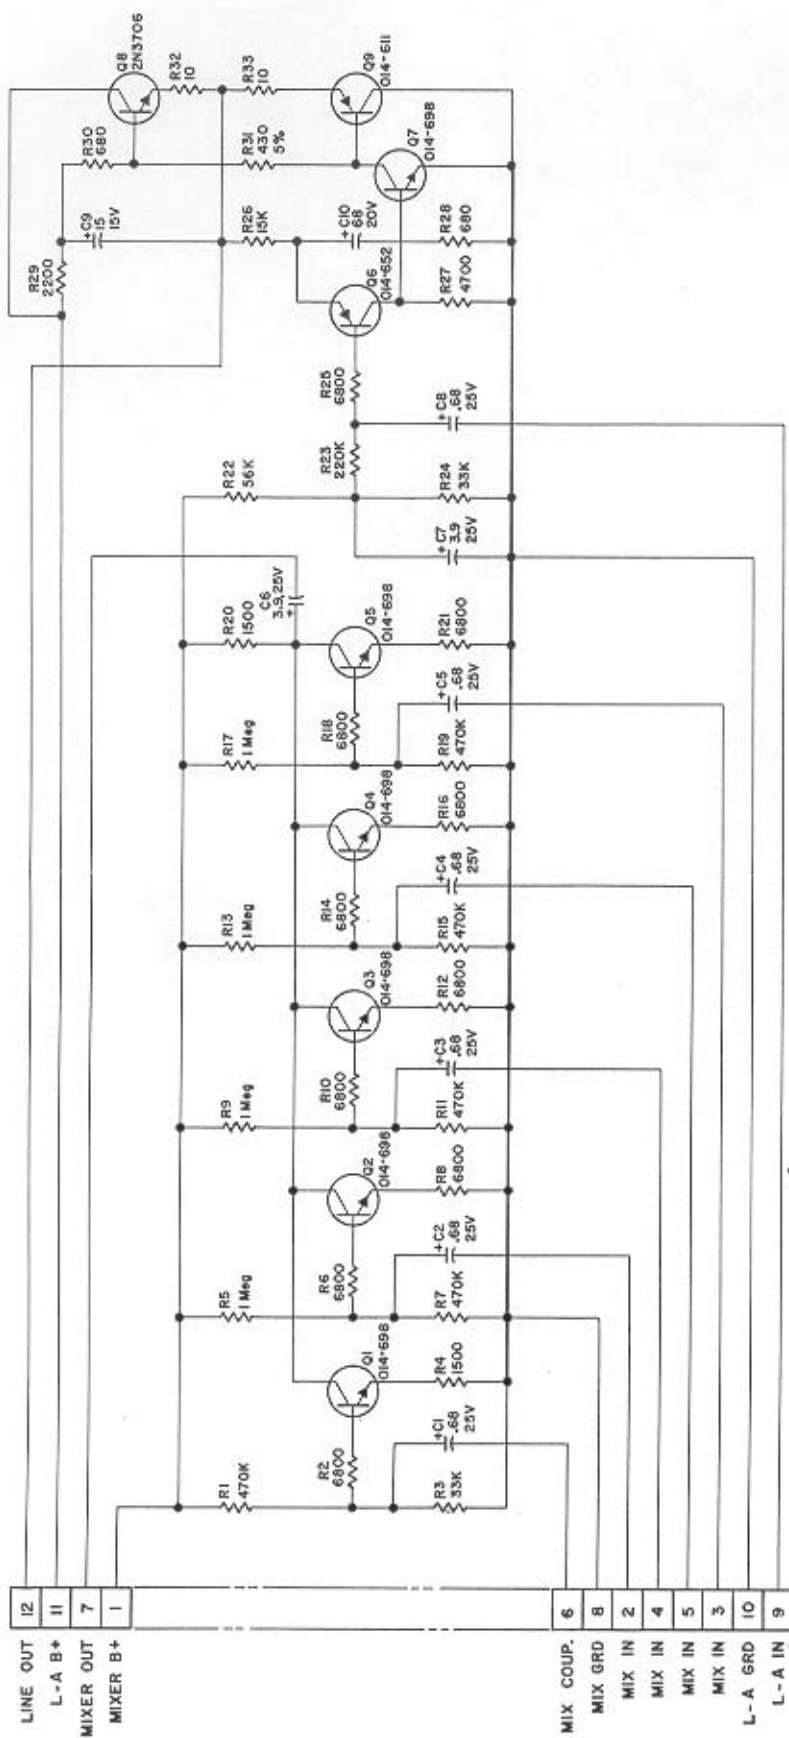 LINE OUT 12
L-A B+ 11
MIXER OUT 7
MIXER B+ 1
MIX COUP. 6
MIX GRD 8
MIX IN 2
MIX IN 4
MIX IN 5
MIX IN 3
L-A GRD 10
L-A IN 9
R1
470K
R2
6800
R3
33K
+C1
.68
25V
Q1
014-698
R4
1500
R5
1 Meg
R6
6800
R7
470K
+C2
.68
25V
Q2
014-698
R8
6800
R9
1 Meg
R10
6800
R11
470K
+C3
.68
25V
Q3
014-698
R12
6800
R13
1 Meg
R14
6800
R15
470K
+C4
.68
25V
Q4
014-698
R16
6800
R17
1 Meg
R18
6800
R19
470K
+C5
.68
25V
R20
1500
C6
3.9,25V
+
Q5
014-698
R21
6800
+C7
3.9
25V
R22
56K
R23
220K
R24
33K
R25
6800
+C8
.68
25V
R29
2200
+C9
15
15V
R26
15K
Q6
014-652
+C10
68
20V
R27
4700
R28
680
R30
680
R31
430
5%
Q7
014-698
Q8
2N3706
R32
10
R33
10
Q9
014-611